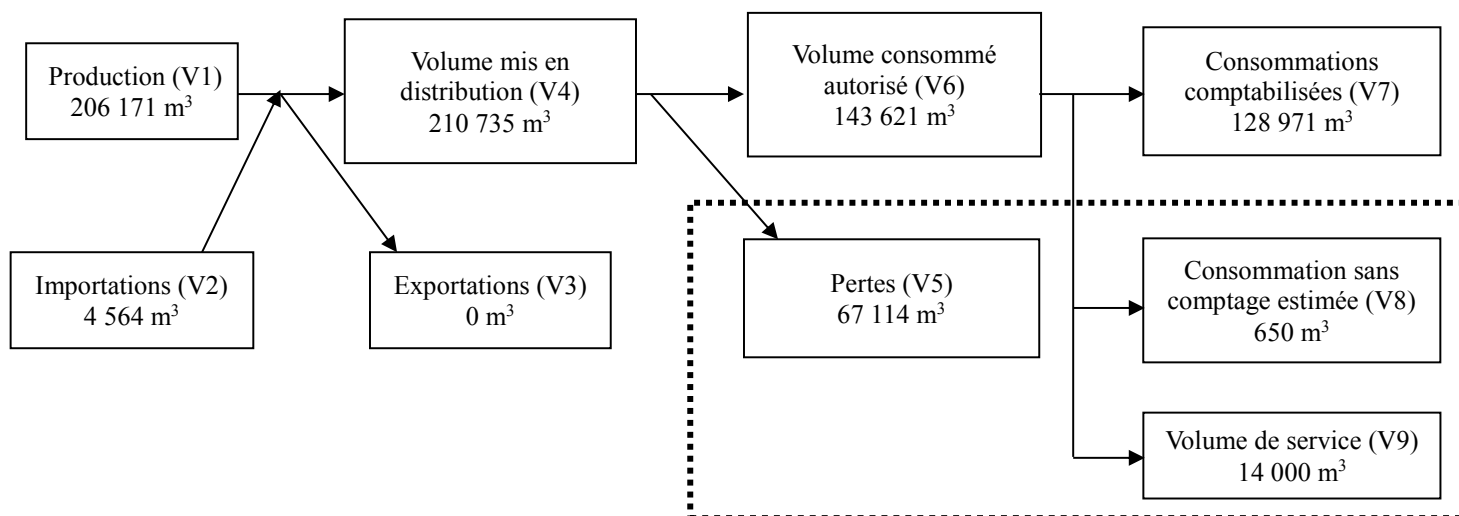 Production (V1)
206 171 m³
Volume mis en
distribution (V4)
210 735 m³
Volume consommé
autorisé (V6)
143 621 m³
Consommations
comptabilisées (V7)
128 971 m³
Importations (V2)
4 564 m³
Exportations (V3)
0 m³
Pertes (V5)
67 114 m³
Consommation sans
comptage estimée (V8)
650 m³
Volume de service (V9)
14 000 m³